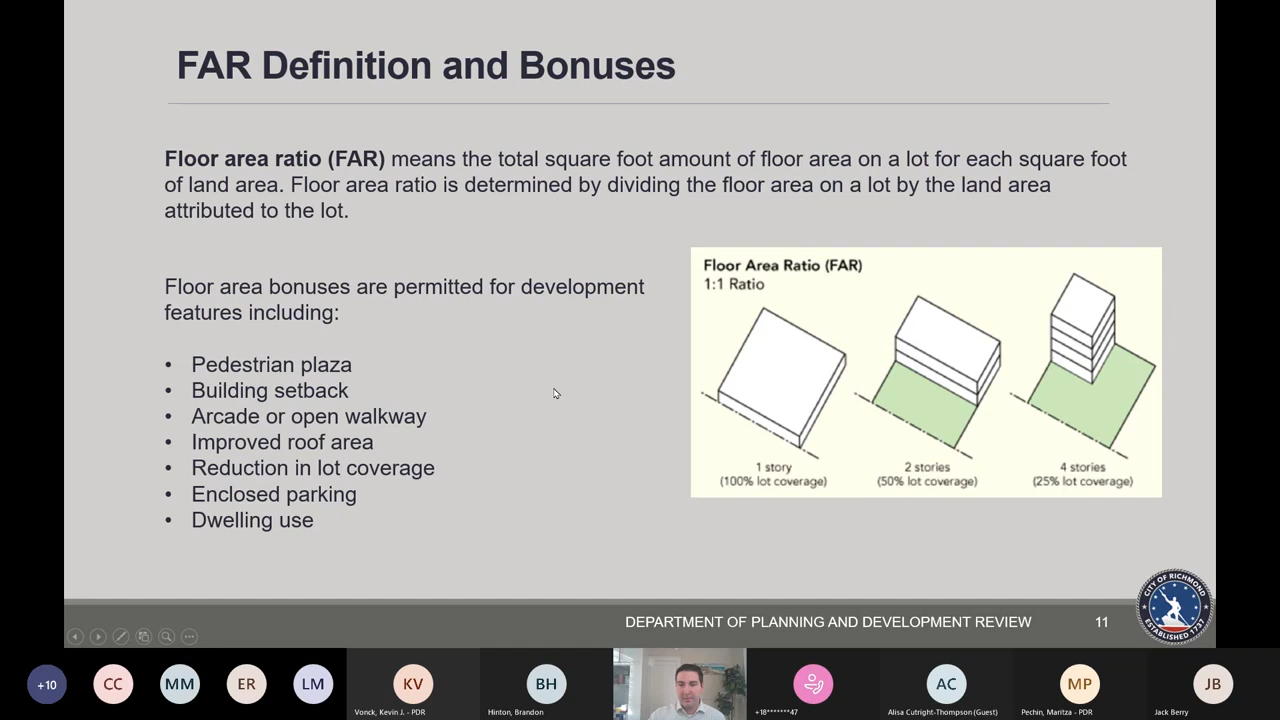 FAR Definition and Bonuses
Floor area ratio (FAR) means the total square foot amount of floor area on a lot for each square foot
of land area. Floor area ratio is determined by dividing the floor area on a lot by the land area
attributed to the lot.
Floor area bonuses are permitted for development
features including:
• Pedestrian plaza
• Building setback
• Arcade or open walkway
• Improved roof area
• Reduction in lot coverage
• Enclosed parking
• Dwelling use
Floor Area Ratio (FAR)
1:1 Ratio
1 story
(100% lot coverage)
2 stories
(50% lot coverage)
4 stories
(25% lot coverage)
DEPARTMENT OF PLANNING AND DEVELOPMENT REVIEW 11
CITY OF RICHMOND
ESTABLISHED 1737
+10 CC MM ER LM KV BH AC MP JB
Vonck, Kevin J. - PDR
Hinton, Brandon
+18*******47
Alisa Cutright-Thompson (Guest)
Pechin, Maritza - PDR
Jack Berry